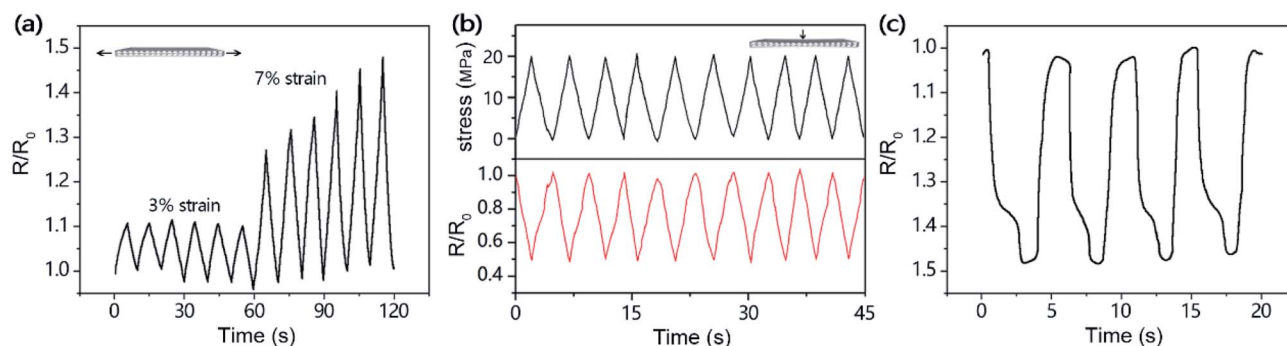 (a)
1.5
1.4
1.3
1.2
1.1
1.0
R/R0
7% strain
3% strain
0 30 60 90 120
Time (s)
(b)
20
10
0
stress (MPa)
1.0
0.8
0.6
0.4
R/R0
0 15 30 45
Time (s)
(c)
1.0
1.1
1.2
1.3
1.4
1.5
R/R0
0 5 10 15 20
Time (s)